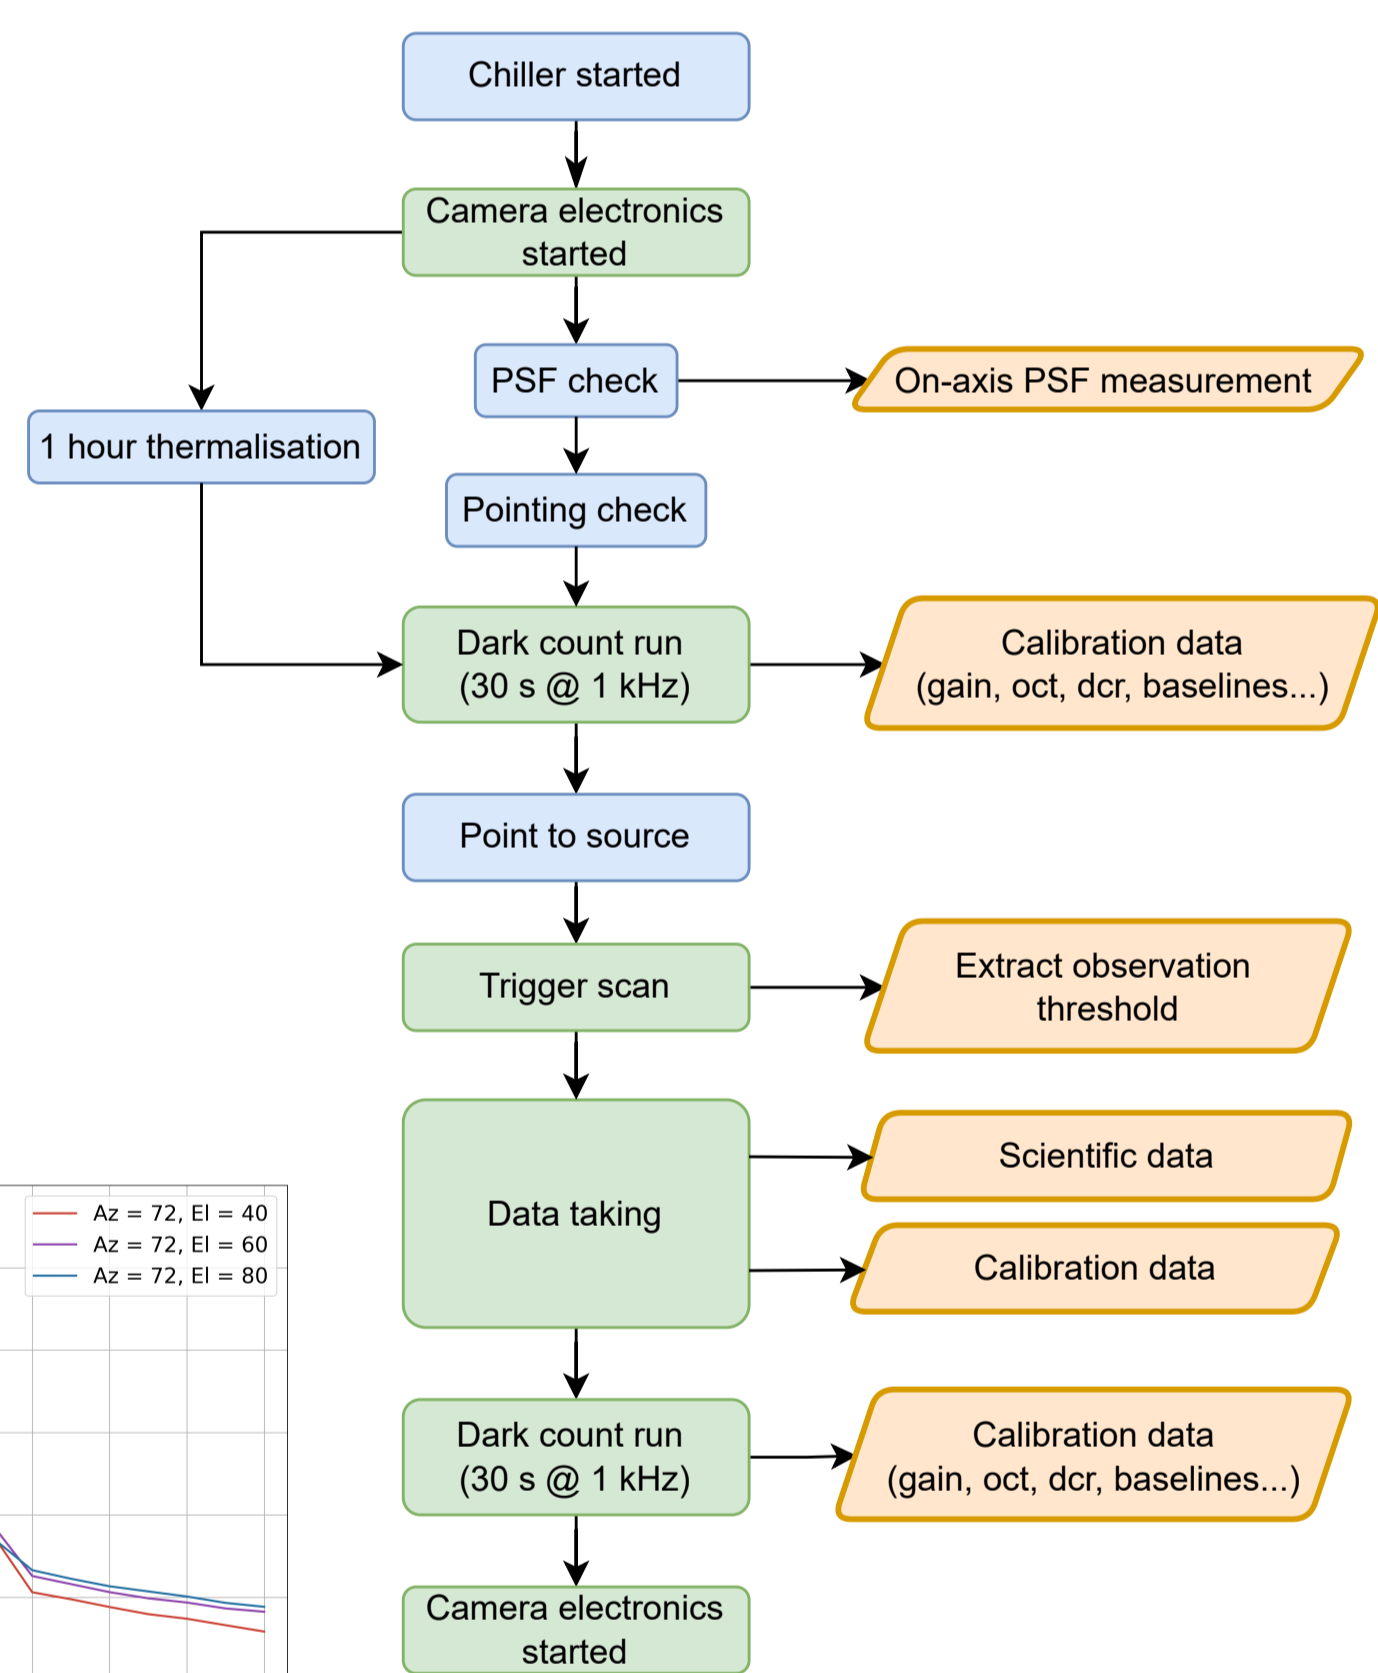 Chiller started
Camera electronics
started
PSF check
On-axis PSF measurement
1 hour thermalisation
Pointing check
Dark count run
(30 s @ 1 kHz)
Calibration data
(gain, oct, dcr, baselines...)
Point to source
Trigger scan
Extract observation
threshold
Data taking
Scientific data
Calibration data
Az = 72, El = 40
Az = 72, El = 60
Az = 72, El = 80
Dark count run
(30 s @ 1 kHz)
Calibration data
(gain, oct, dcr, baselines...)
Camera electronics
started